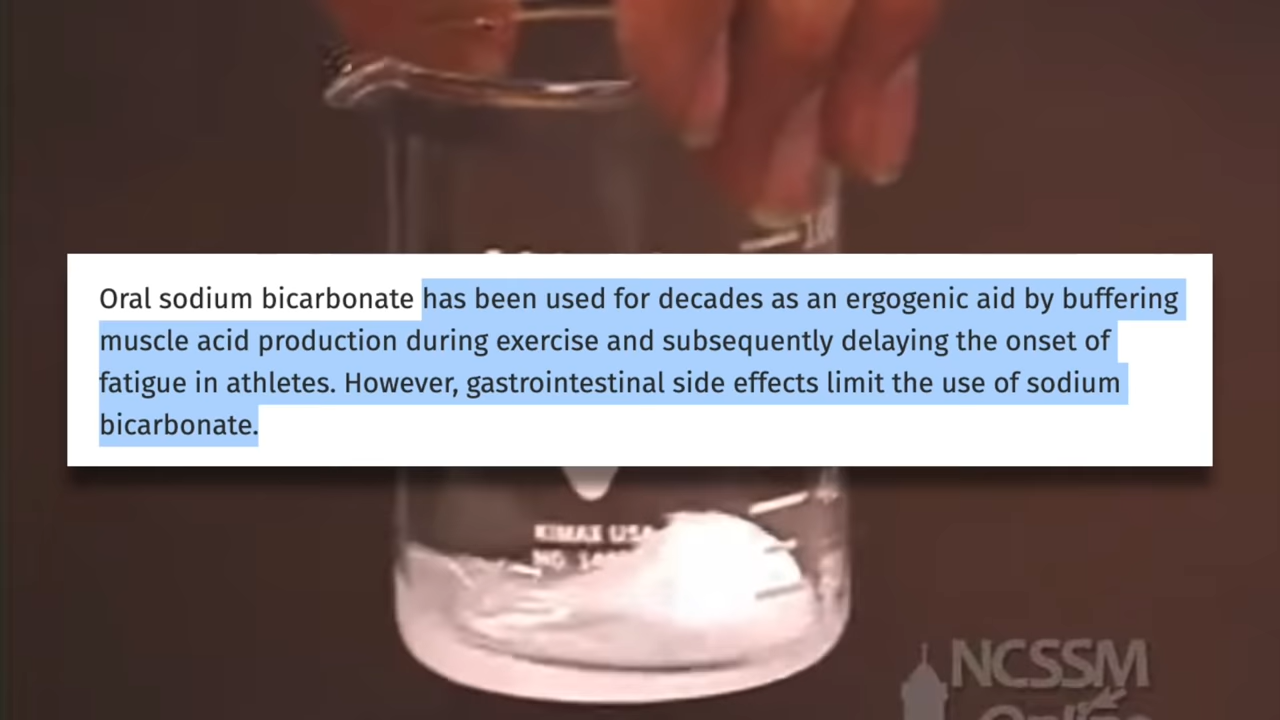 Oral sodium bicarbonate has been used for decades as an ergogenic aid by buffering
muscle acid production during exercise and subsequently delaying the onset of
fatigue in athletes. However, gastrointestinal side effects limit the use of sodium
bicarbonate.
KIMAX USA
NO.
NCSSM
Online